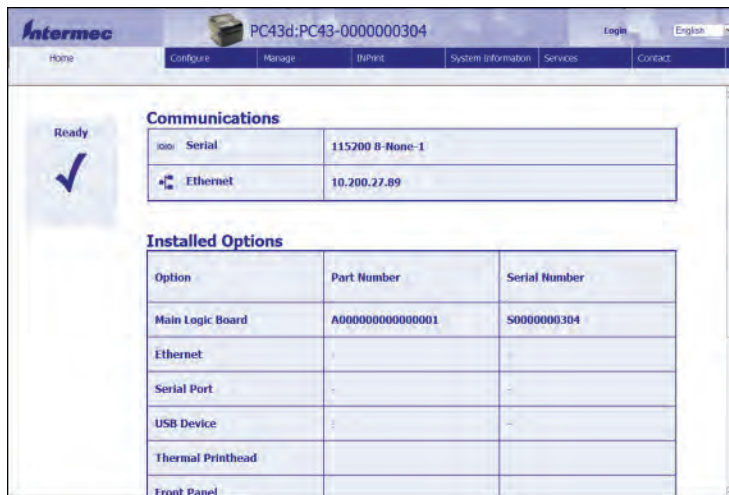 Intermec
PC43d:PC43-0000000304
Login
English
Home
Configure
Manage
INPrint
System Information
Services
Contact
Ready
Communications
Serial 115200 8-None-1
Ethernet 10.200.27.89
Installed Options
Option Part Number Serial Number
Main Logic Board A000000000000001 S0000000304
Ethernet - -
Serial Port - -
USB Device - -
Thermal Printhead
Front Panel